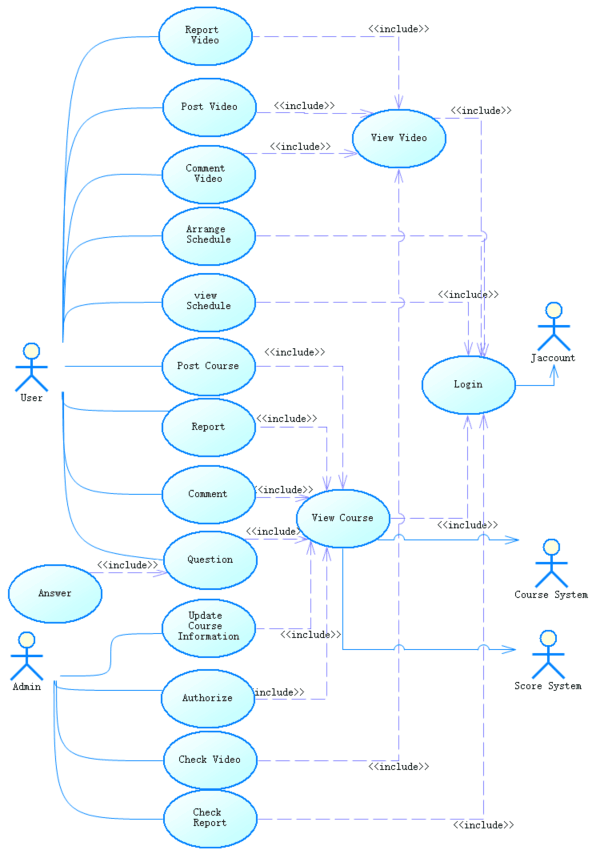 Report
Video
<<include>>
Post Video
<<include>>
<<include>>
View Video
<<include>>
Comment
Video
Arrange
Schedule
view
Schedule
<<include>>
Jaccount
User
Post Course
<<include>>
Login
Report
<<include>>
Comment
<<include>>
View Course
<<include>>
Question
<<include>>
<<include>>
Answer
Course System
Update
Course
Information
<<include>>
Admin
Authorize
include>>
Score System
Check Video
<<include>>
Check
Report
<<include>>